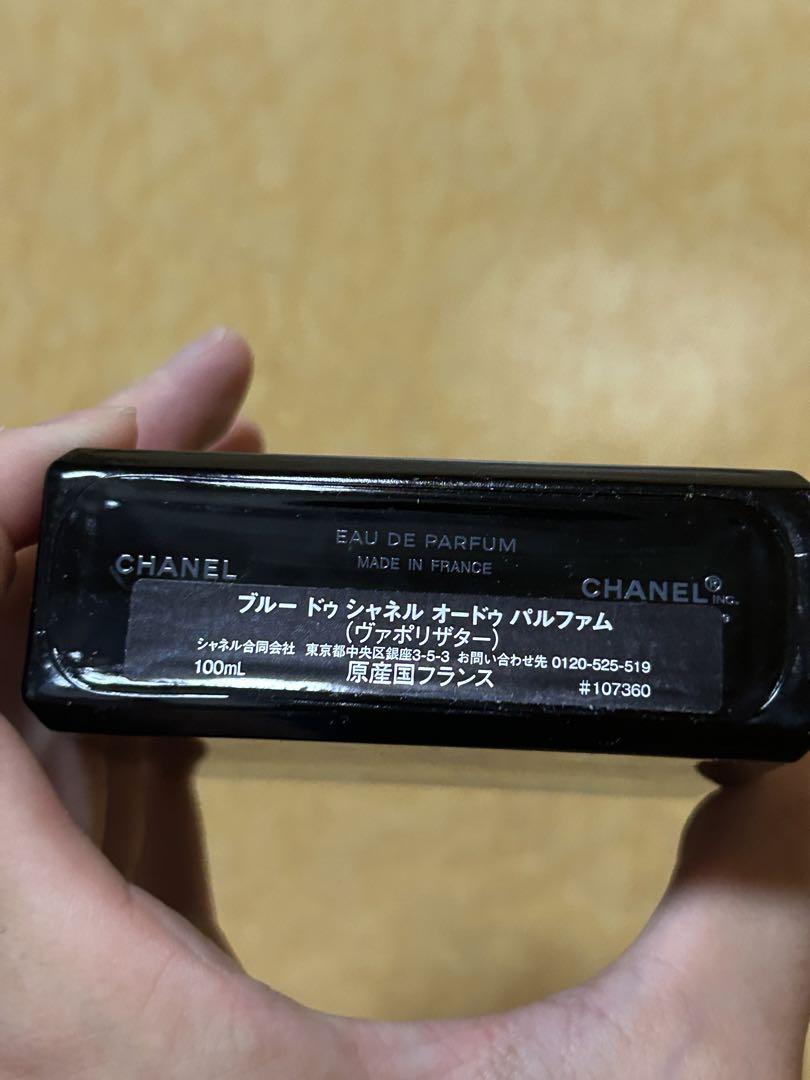 EAU DE PARFUM
MADE IN FRANCE
CHANEL
CHANEL® INC.
ブルー ドゥ シャネル オードゥ パルファム
(ヴァポリザター)
シャネル合同会社 東京都中央区銀座3-5-3 お問い合わせ先 0120-525-519
100mL 原産国フランス #107360